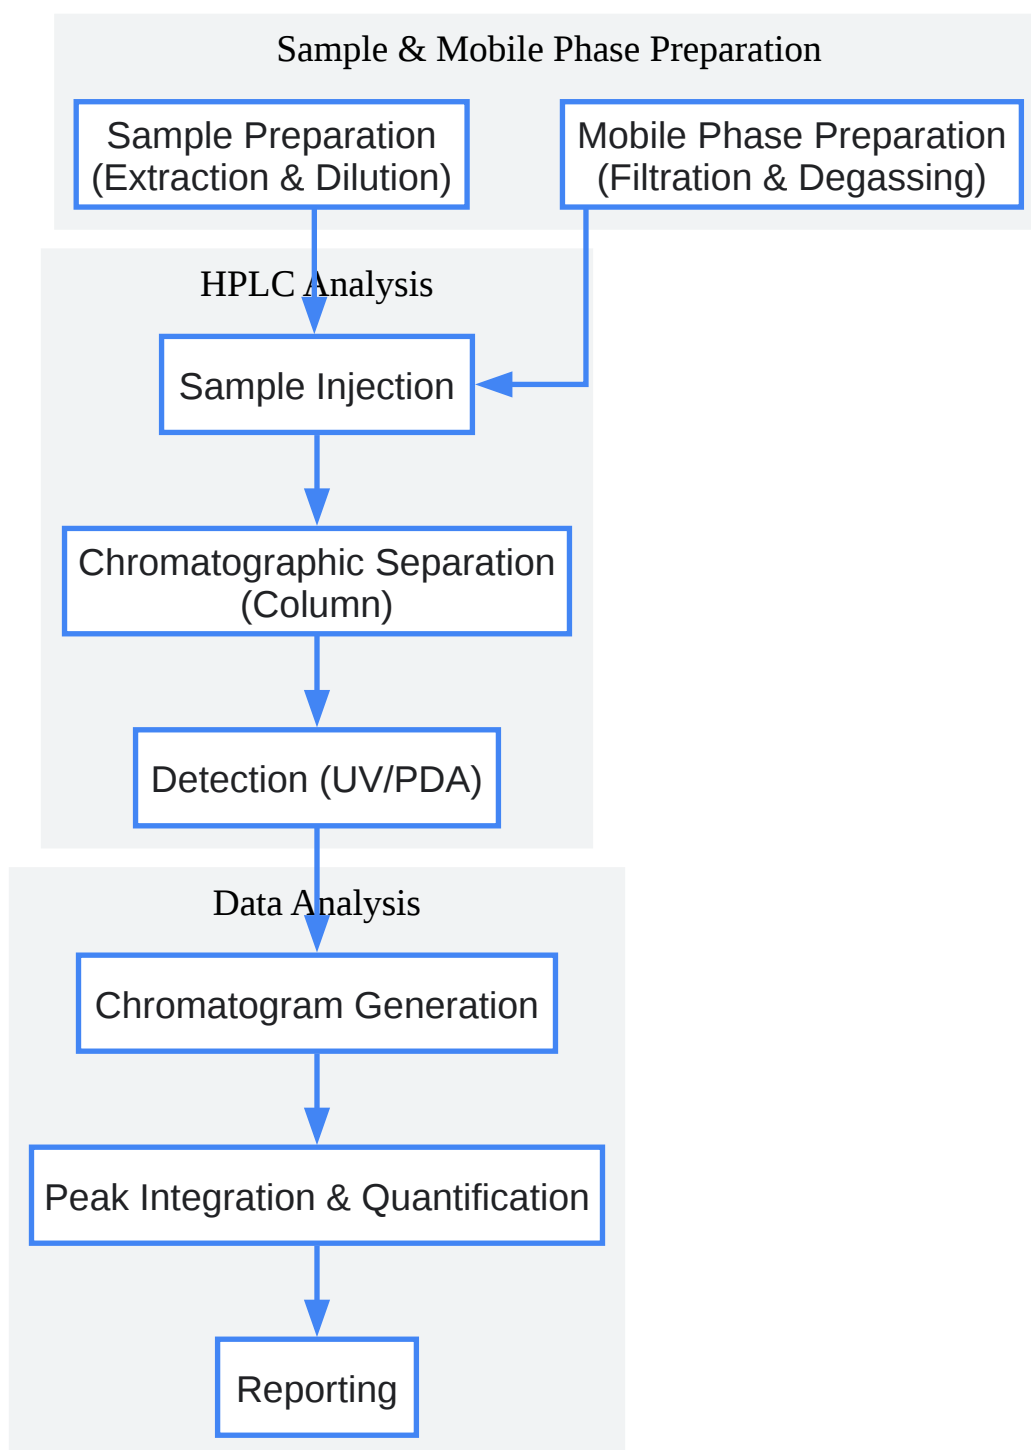 Sample & Mobile Phase Preparation
Sample Preparation
(Extraction & Dilution)
Mobile Phase Preparation
(Filtration & Degassing)
HPLC Analysis
Sample Injection
Chromatographic Separation
(Column)
Detection (UV/PDA)
Data Analysis
Chromatogram Generation
Peak Integration & Quantification
Reporting